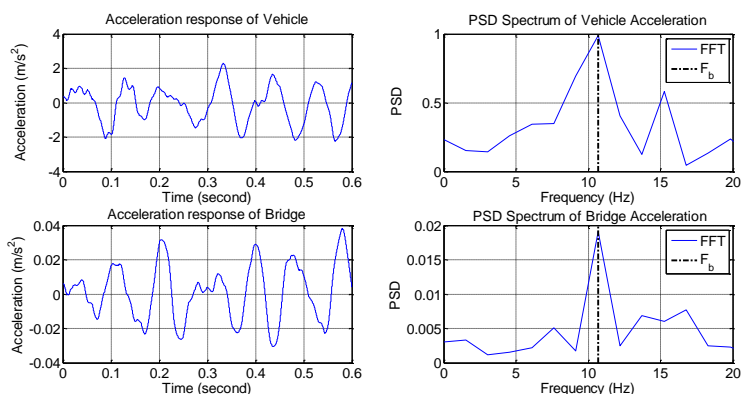 Acceleration response of Vehicle
Acceleration (m/s²)
4
2
0
-2
-4
0 0.1 0.2 0.3 0.4 0.5 0.6
Time (second)
PSD Spectrum of Vehicle Acceleration
PSD
1
0.5
0
0 5 10 15 20
Frequency (Hz)
FFT
F_b
Acceleration response of Bridge
Acceleration (m/s²)
0.04
0.02
0
-0.02
-0.04
0 0.1 0.2 0.3 0.4 0.5 0.6
Time (second)
PSD Spectrum of Bridge Acceleration
PSD
0.02
0.015
0.01
0.005
0
0 5 10 15 20
Frequency (Hz)
FFT
F_b